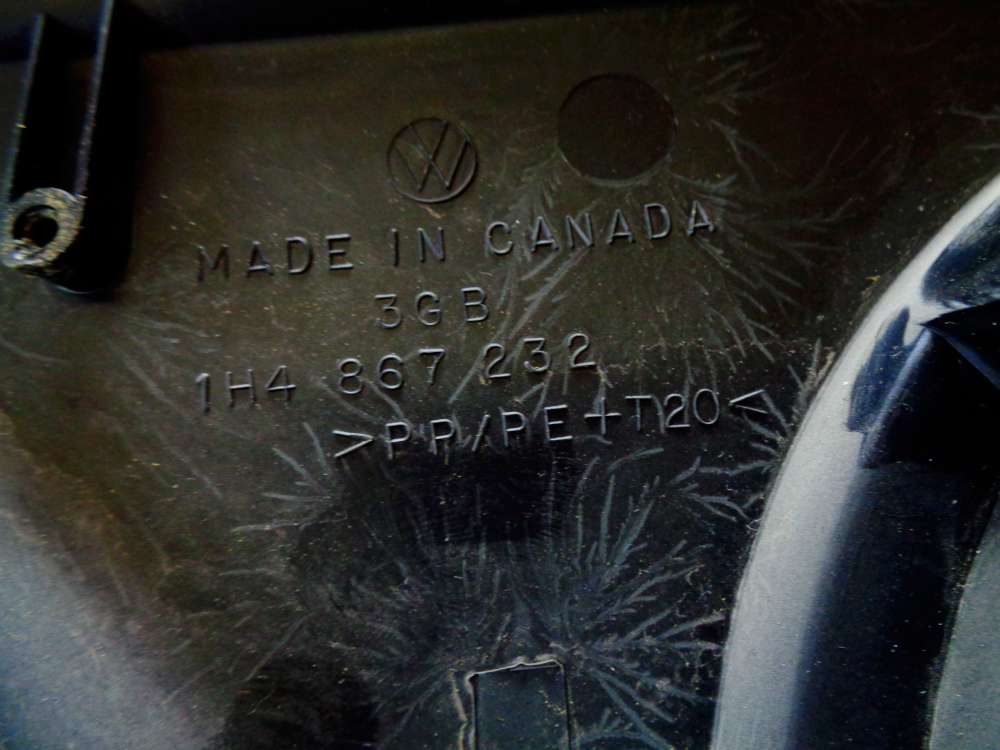 MADE IN CANADA
3GB
1H4 867 232
>PP/PE+T20<